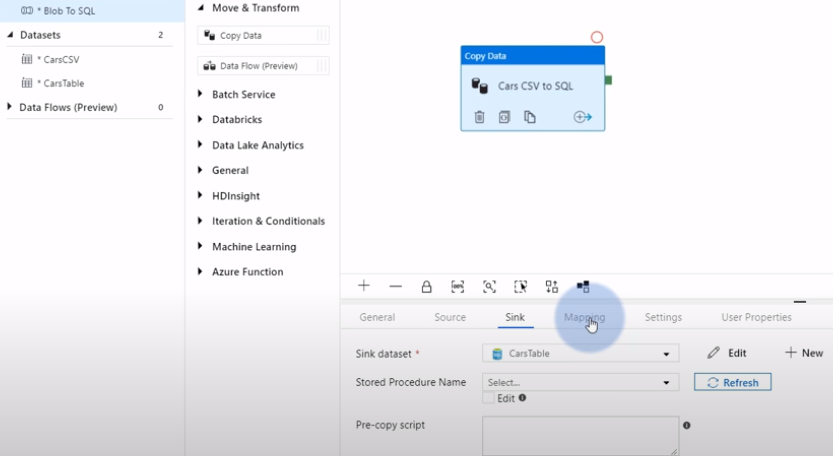 * Blob To SQL
Datasets 2
* CarsCSV
* CarsTable
Data Flows (Preview) 0
Move & Transform
Copy Data
Data Flow (Preview)
Batch Service
Databricks
Data Lake Analytics
General
HDInsight
Iteration & Conditionals
Machine Learning
Azure Function
Copy Data
Cars CSV to SQL
General Source Sink Mapping Settings User Properties
Sink dataset * CarsTable Edit + New
Stored Procedure Name Select... Refresh
Edit
Pre-copy script